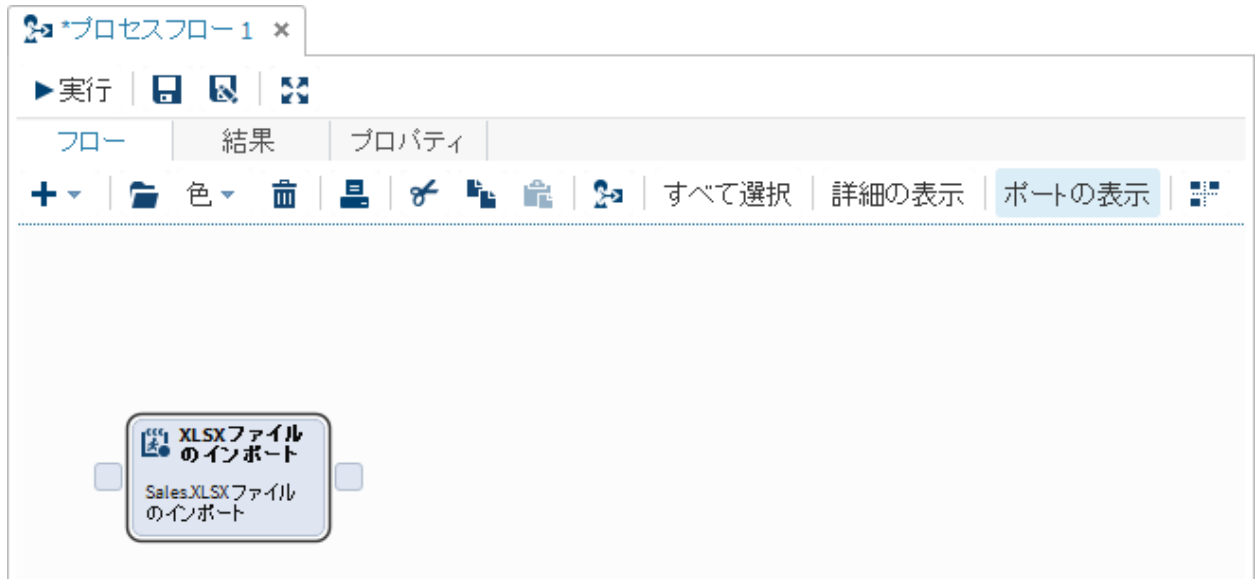 *プロセスフロー 1 ×
実行
フロー 結果 プロパティ
色 すべて選択 詳細の表示 ポートの表示
XLSXファイル
のインポート
Sales.XLSXファイル
のインポート